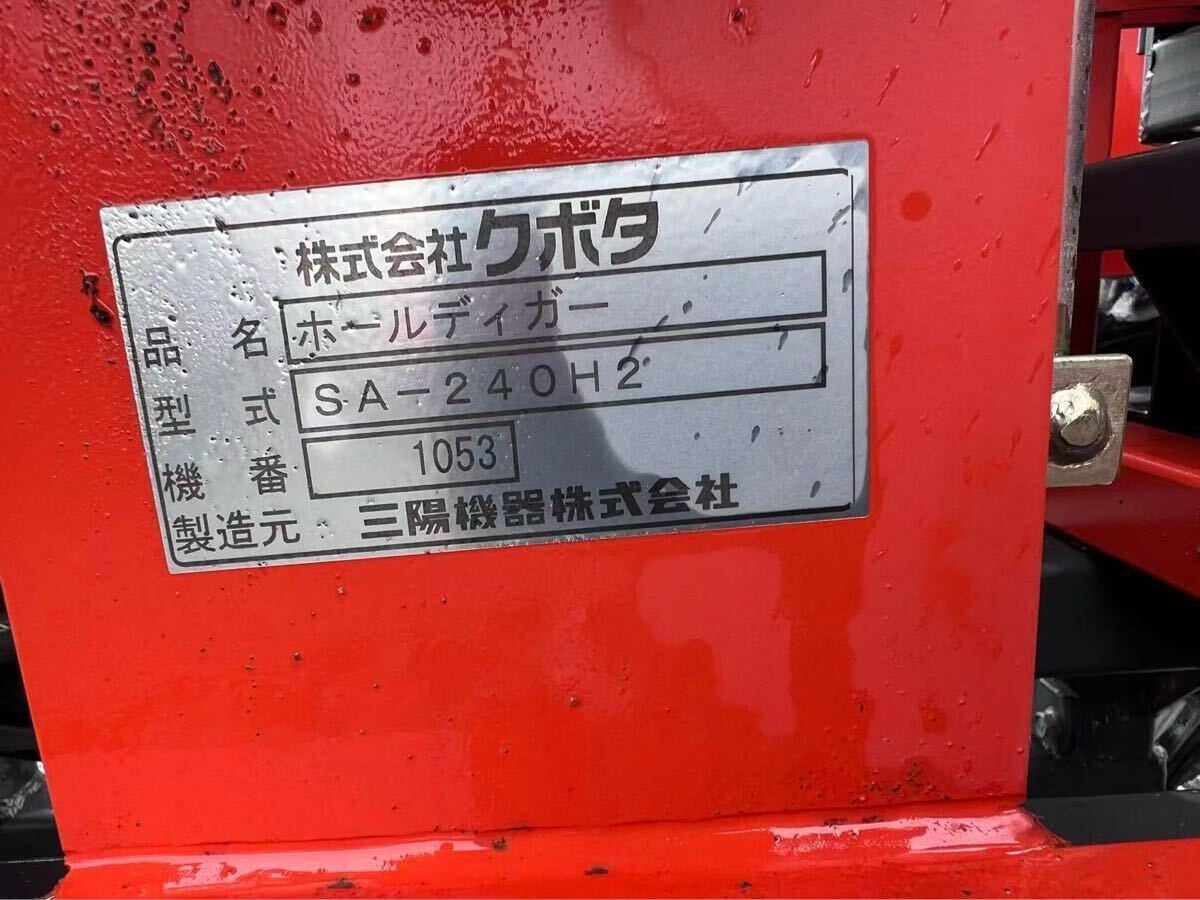 株式会社クボタ
品名 ホールディガー
型式 SA-240H2
機番 1053
製造元 三陽機器株式会社